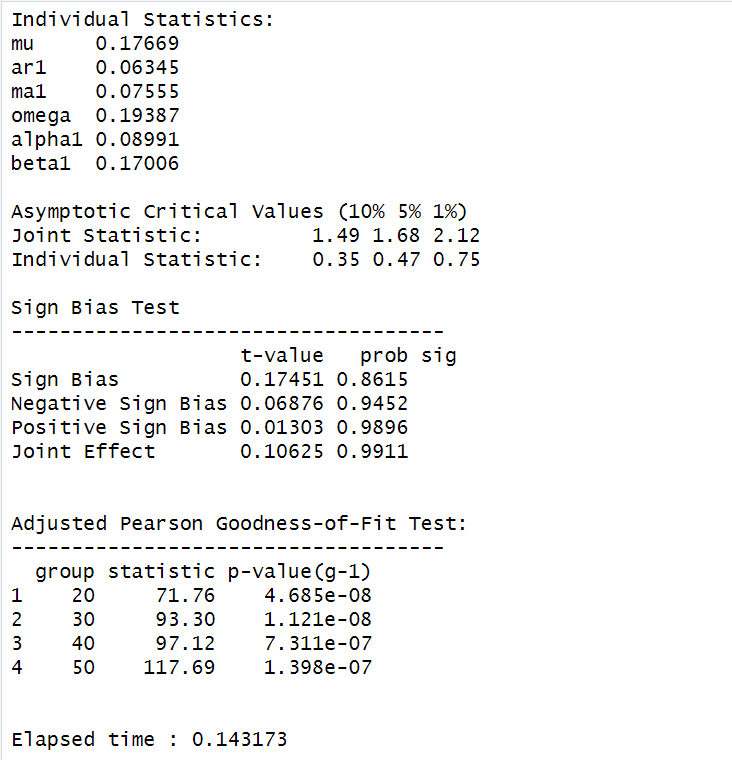 Individual Statistics:
mu     0.17669
ar1    0.06345
ma1    0.07555
omega  0.19387
alpha1 0.08991
beta1  0.17006

Asymptotic Critical Values (10% 5% 1%)
Joint Statistic:         1.49 1.68 2.12
Individual Statistic:    0.35 0.47 0.75

Sign Bias Test
------------------------------------
                   t-value   prob sig
Sign Bias          0.17451 0.8615
Negative Sign Bias 0.06876 0.9452
Positive Sign Bias 0.01303 0.9896
Joint Effect       0.10625 0.9911


Adjusted Pearson Goodness-of-Fit Test:
------------------------------------
  group statistic p-value(g-1)
1    20     71.76    4.685e-08
2    30     93.30    1.121e-08
3    40     97.12    7.311e-07
4    50    117.69    1.398e-07


Elapsed time : 0.143173